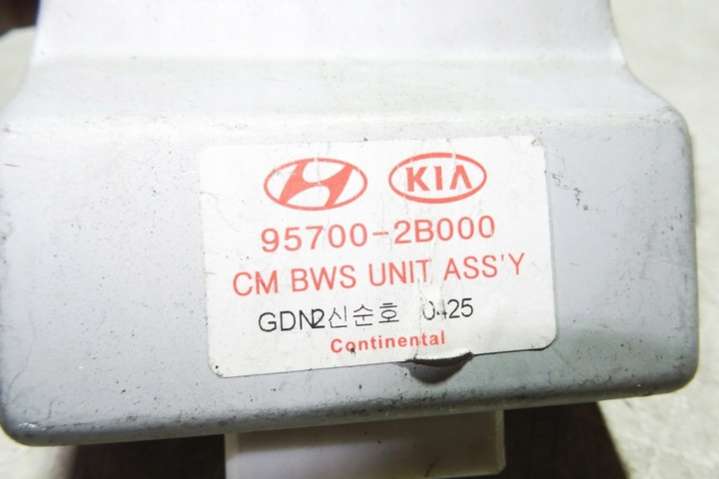 KIA
95700-2B000
CM BWS UNIT ASS'Y
GDN2신순호 0425
Continental